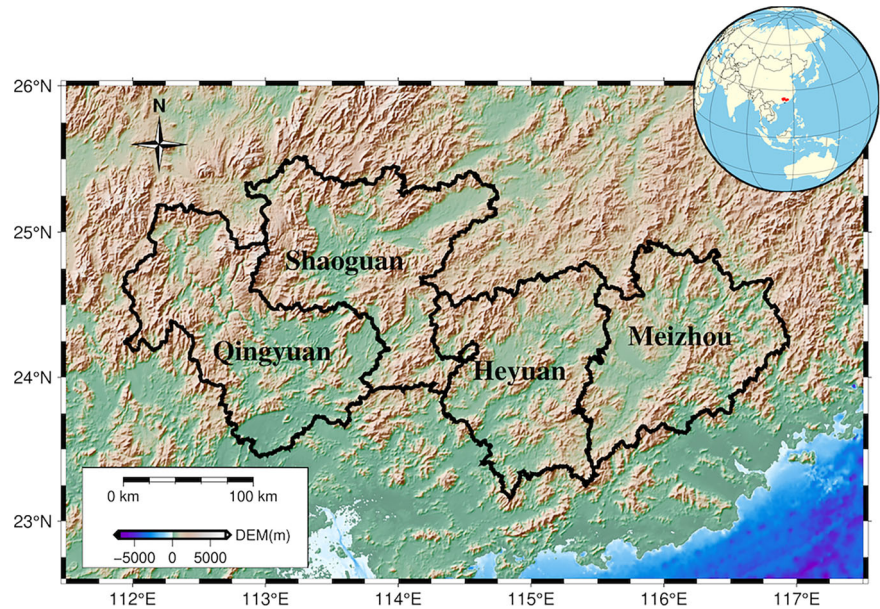 26°N
25°N
24°N
23°N
N
Shaoguan
Qingyuan
Heyuan
Meizhou
0 km 100 km
DEM(m)
−5000 0 5000
112°E 113°E 114°E 115°E 116°E 117°E